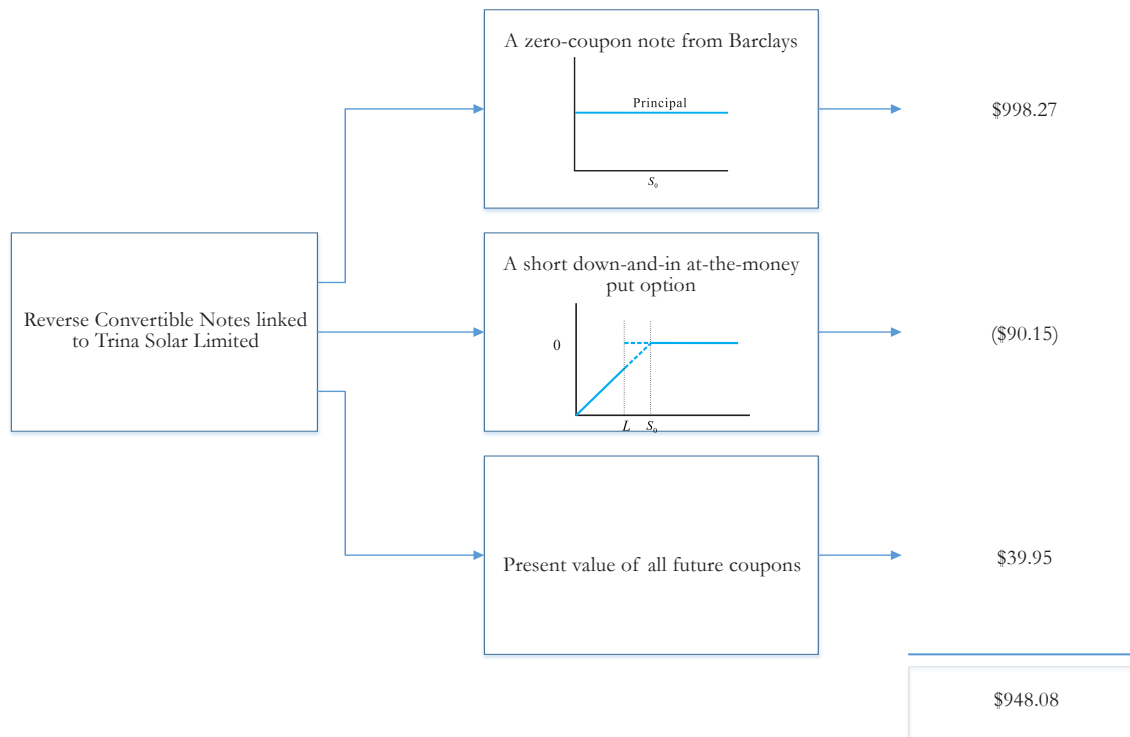 A zero-coupon note from Barclays
Principal
S₀
$998.27
Reverse Convertible Notes linked
to Trina Solar Limited
A short down-and-in at-the-money
put option
0
L S₀
($90.15)
Present value of all future coupons
$39.95
$948.08